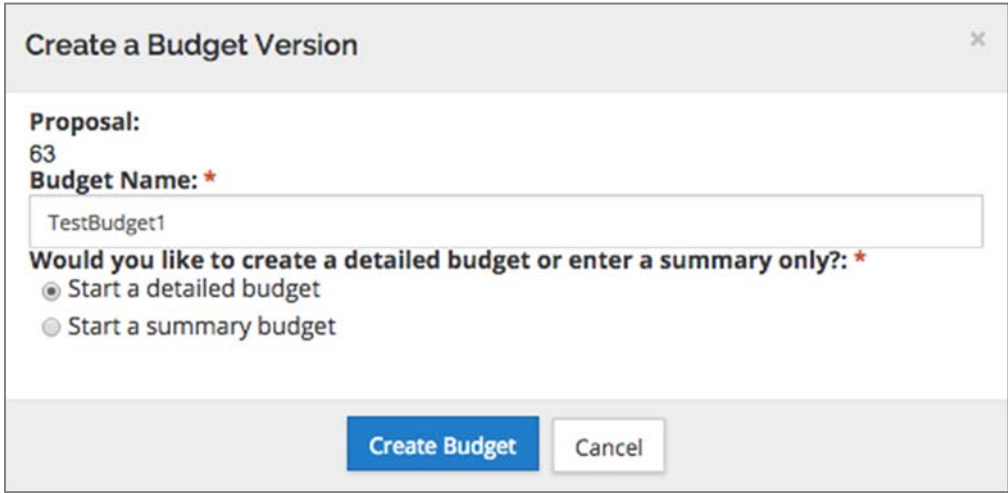 Create a Budget Version ×
Proposal:
63
Budget Name: *
TestBudget1
Would you like to create a detailed budget or enter a summary only?: *
Start a detailed budget
Start a summary budget
Create Budget Cancel